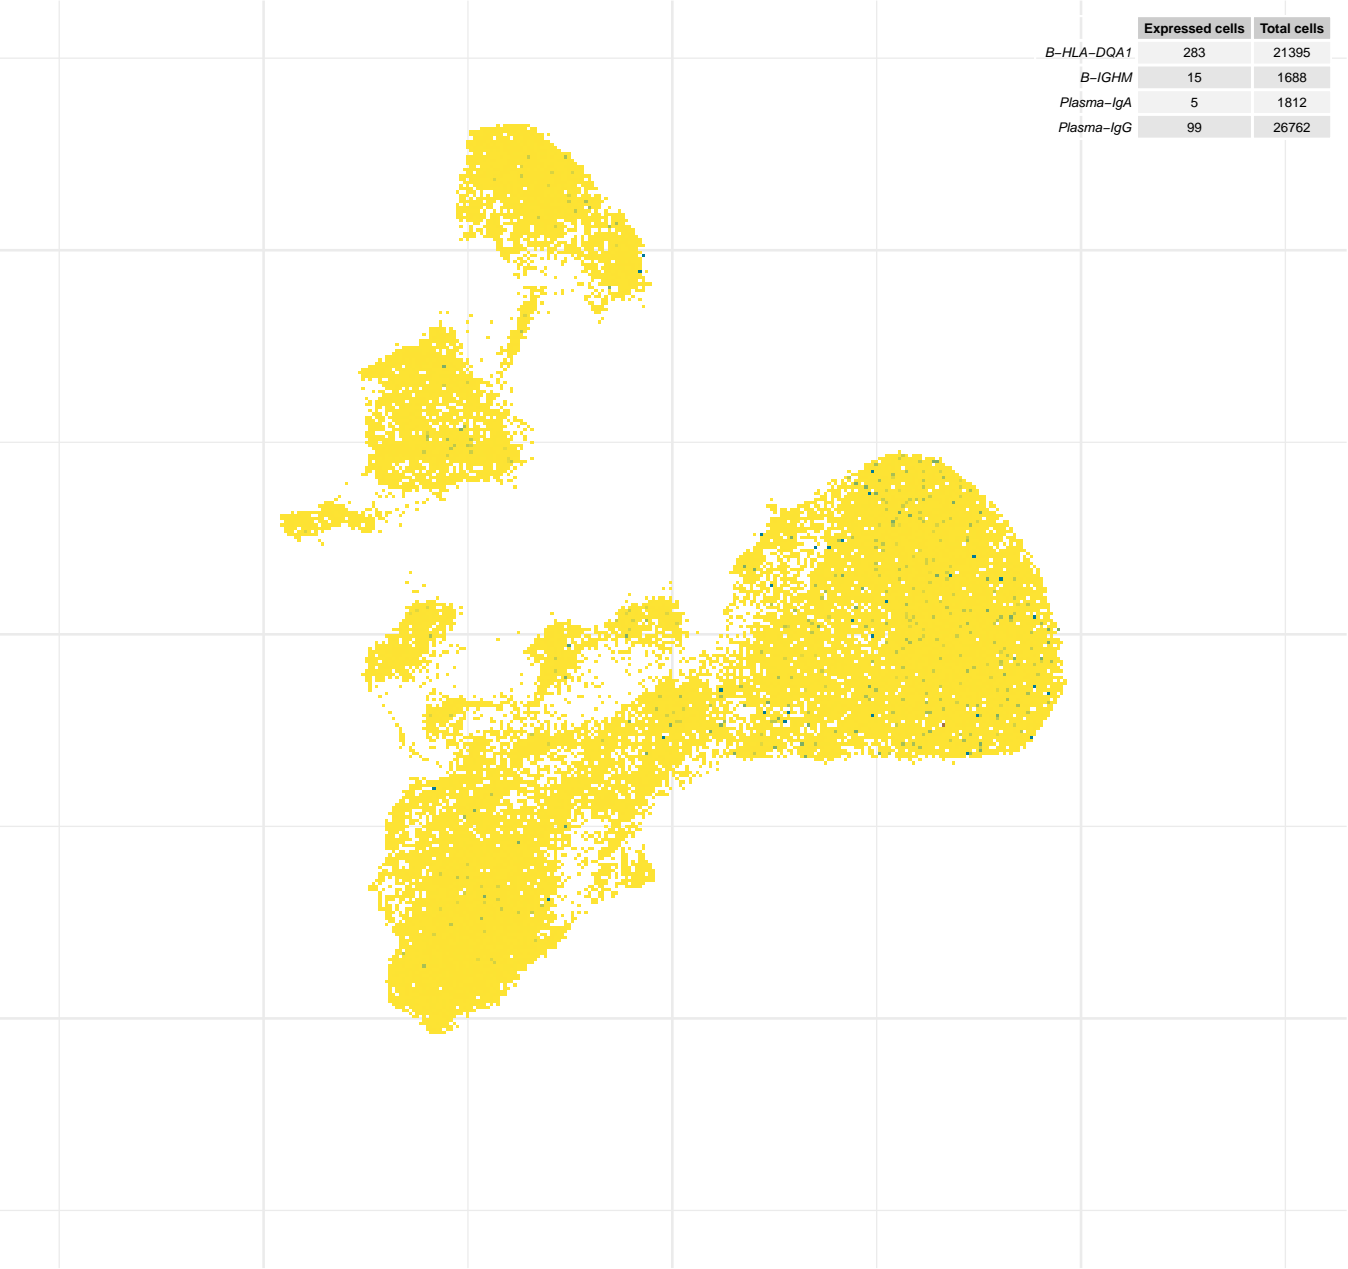 Expressed cells Total cells
B−HLA−DQA1 283 21395
B−IGHM 15 1688
Plasma−IgA 5 1812
Plasma−IgG 99 26762